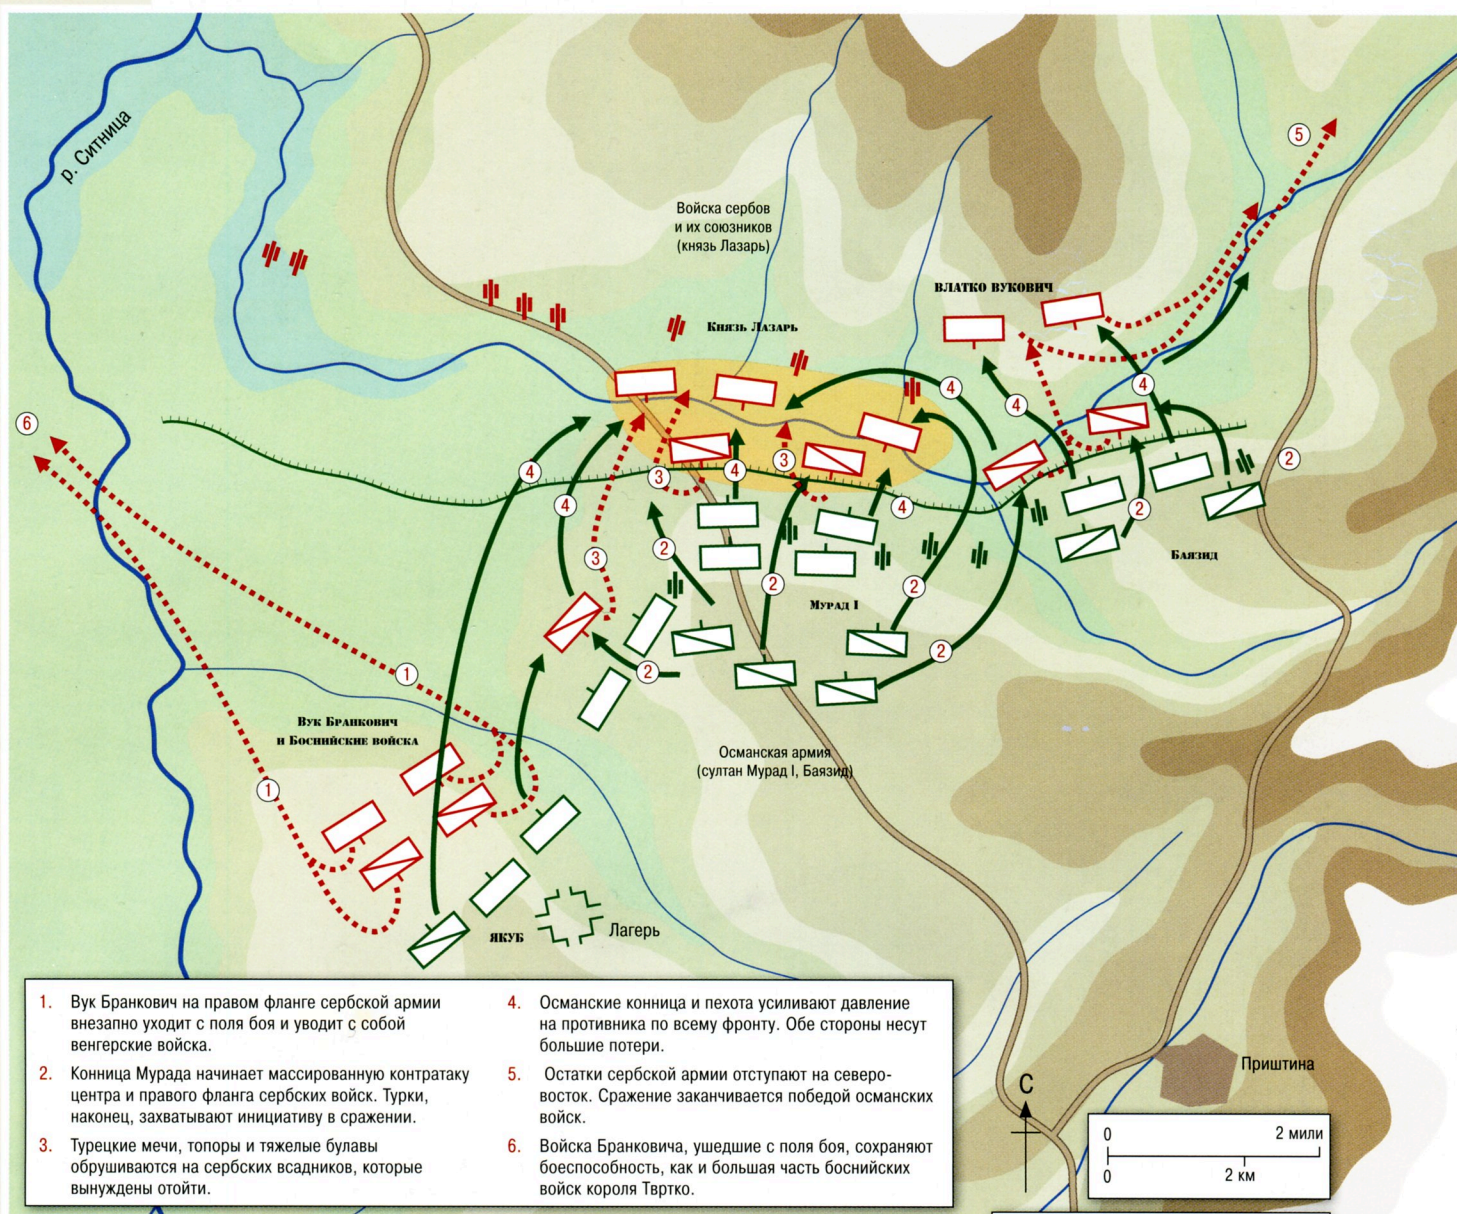 р. Ситница
5
Войска сербов
и их союзников
(князь Лазарь)
ВЛАТКО ВУКОВИЧ
Князь Лазарь
4
4
4
6
2
4
3
4
3
4
4
2
2
3
2
2
Баязид
Мурад I
2
2
1
Вук Бранкович
и Боснийские войска
Османская армия
(султан Мурад I, Баязид)
1
ЯКУБ
Лагерь
1. Вук Бранкович на правом фланге сербской армии
внезапно уходит с поля боя и уводит с собой
венгерские войска.
2. Конница Мурада начинает массированную контратаку
центра и правого фланга сербских войск. Турки,
наконец, захватывают инициативу в сражении.
3. Турецкие мечи, топоры и тяжелые булавы
обрушиваются на сербских всадников, которые
вынуждены отойти.
4. Османские конница и пехота усиливают давление
на противника по всему фронту. Обе стороны несут
большие потери.
5. Остатки сербской армии отступают на северо-
восток. Сражение заканчивается победой османских
войск.
6. Войска Бранковича, ушедшие с поля боя, сохраняют
боеспособность, как и большая часть боснийских
войск короля Твртко.
Приштина
С
0 2 мили
0 2 км